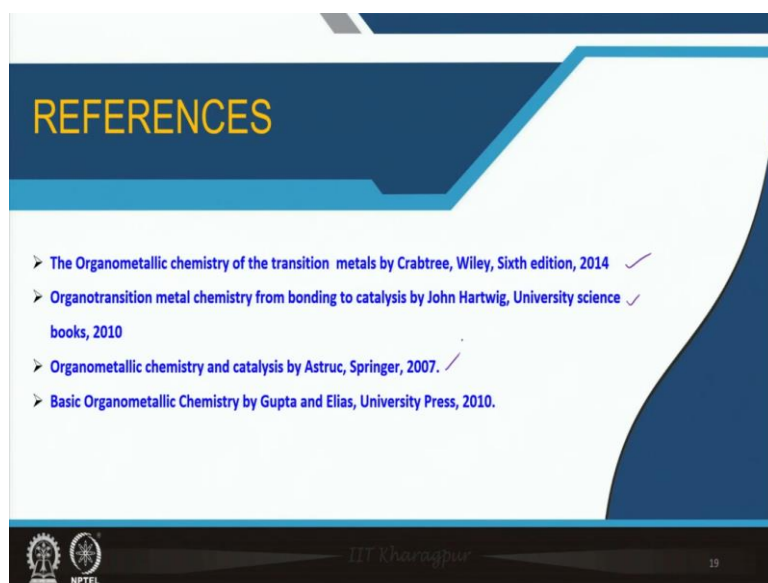 REFERENCES
➢ The Organometallic chemistry of the transition metals by Crabtree, Wiley, Sixth edition, 2014
➢ Organotransition metal chemistry from bonding to catalysis by John Hartwig, University science
books, 2010
➢ Organometallic chemistry and catalysis by Astruc, Springer, 2007.
➢ Basic Organometallic Chemistry by Gupta and Elias, University Press, 2010.
IIT Kharagpur
19
NPTEL